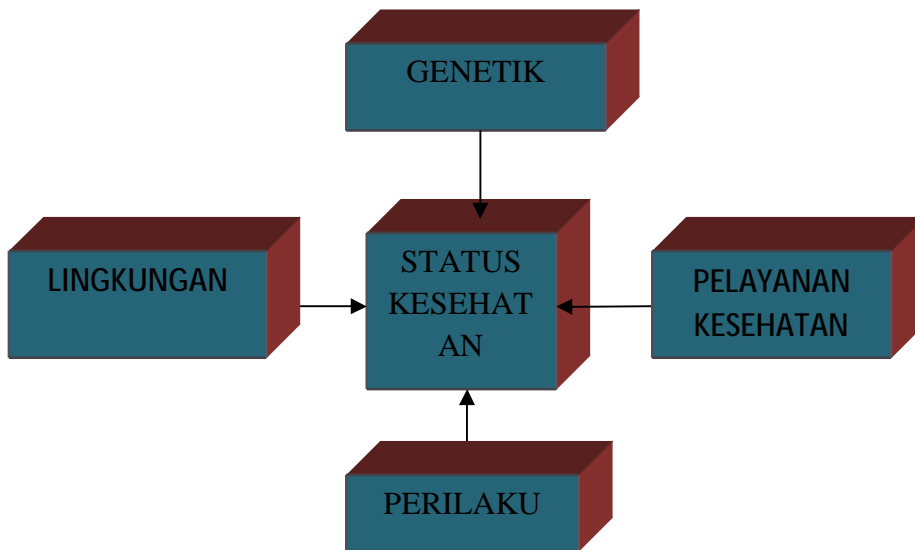 GENETIK
LINGKUNGAN
STATUS
KESEHAT
AN
PELAYANAN
KESEHATAN
PERILAKU